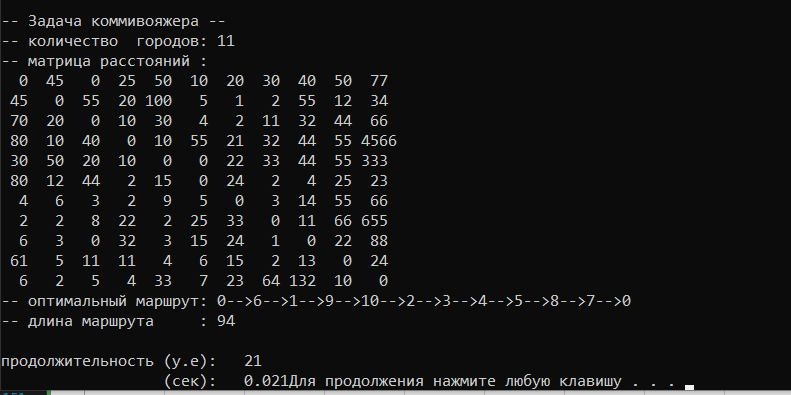 -- Задача коммивояжера --
-- количество  городов: 11
-- матрица расстояний :
  0  45   0  25  50  10  20  30  40  50  77
 45   0  55  20 100   5   1   2  55  12  34
 70  20   0  10  30   4   2  11  32  44  66
 80  10  40   0  10  55  21  32  44  55 4566
 30  50  20  10   0   0  22  33  44  55 333
 80  12  44   2  15   0  24   2   4  25  23
  4   6   3   2   9   5   0   3  14  55  66
  2   2   8  22   2  25  33   0  11  66 655
  6   3   0  32   3  15  24   1   0  22  88
 61   5  11  11   4   6  15   2  13   0  24
  6   2   5   4  33   7  23  64 132  10   0
-- оптимальный маршрут: 0-->6-->1-->9-->10-->2-->3-->4-->5-->8-->7-->0
-- длина маршрута     : 94
продолжительность (у.е):   21
                  (сек):   0.021Для продолжения нажмите любую клавишу . . .